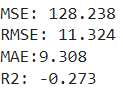 MSE: 128.238
RMSE: 11.324
MAE:9.308
R2: -0.273